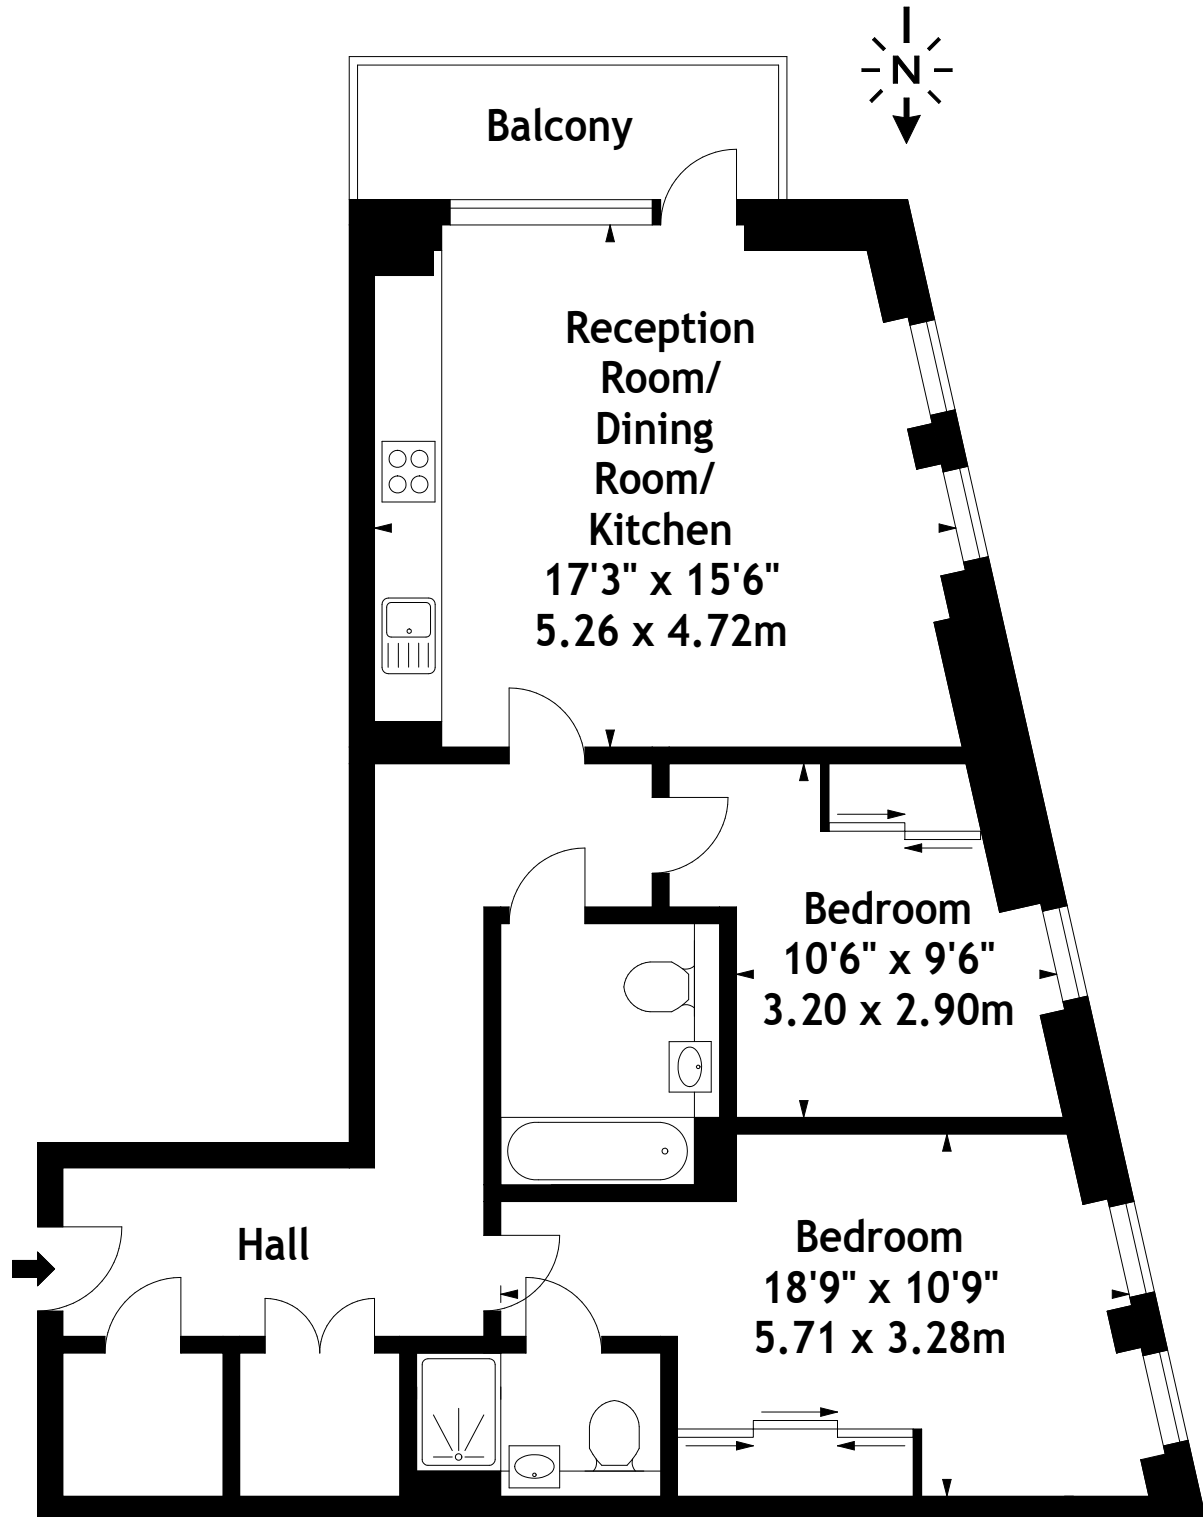 N
Balcony
Reception
Room/
Dining
Room/
Kitchen
17'3" x 15'6"
5.26 x 4.72m
Bedroom
10'6" x 9'6"
3.20 x 2.90m
Hall
Bedroom
18'9" x 10'9"
5.71 x 3.28m